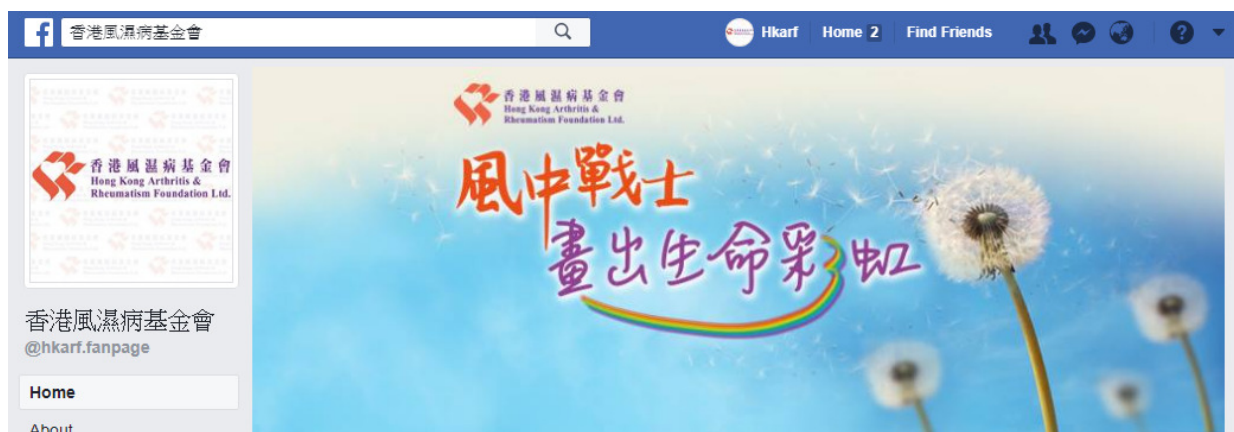 香港風濕病基金會
Hkarf
Home 2
Find Friends
香港風濕病基金會
Hong Kong Arthritis &
Rheumatism Foundation Ltd.
香港風濕病基金會
@hkarf.fanpage
Home
About
香港風濕病基金會
Hong Kong Arthritis &
Rheumatism Foundation Ltd.
風中戰士
畫出生命彩虹